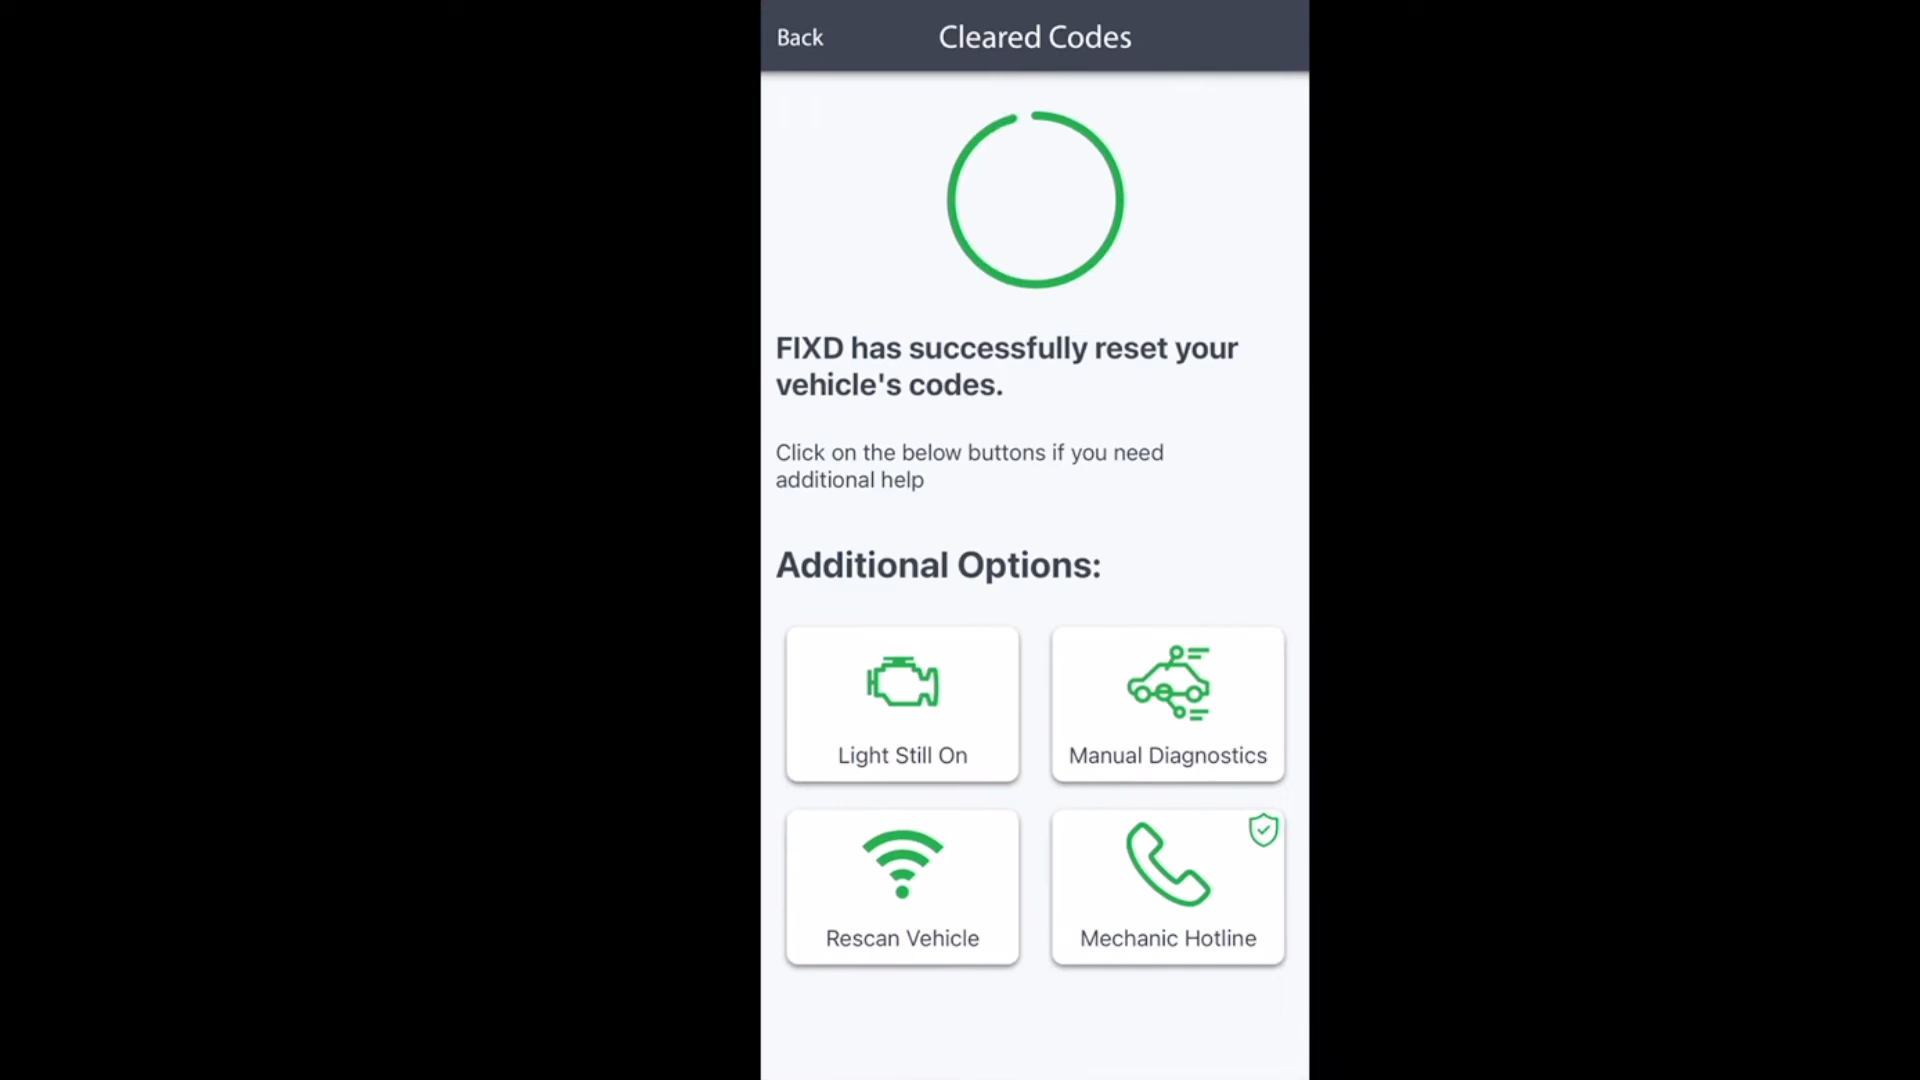 Back
Cleared Codes
FIXD has successfully reset your
vehicle's codes.
Click on the below buttons if you need
additional help
Additional Options:
Light Still On
Manual Diagnostics
Rescan Vehicle
Mechanic Hotline